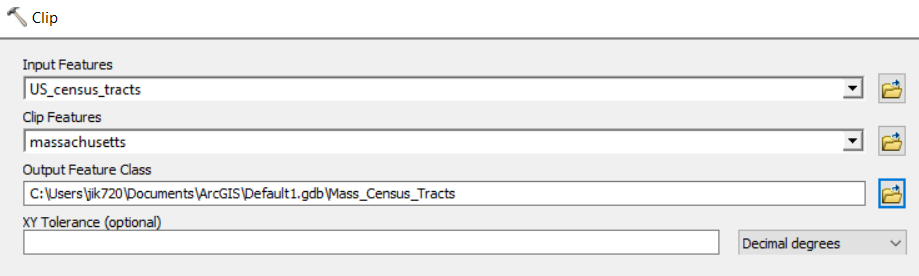 Clip
Input Features
US_census_tracts
Clip Features
massachusetts
Output Feature Class
C:\Users\jik720\Documents\ArcGIS\Default1.gdb\Mass_Census_Tracts
XY Tolerance (optional)
Decimal degrees